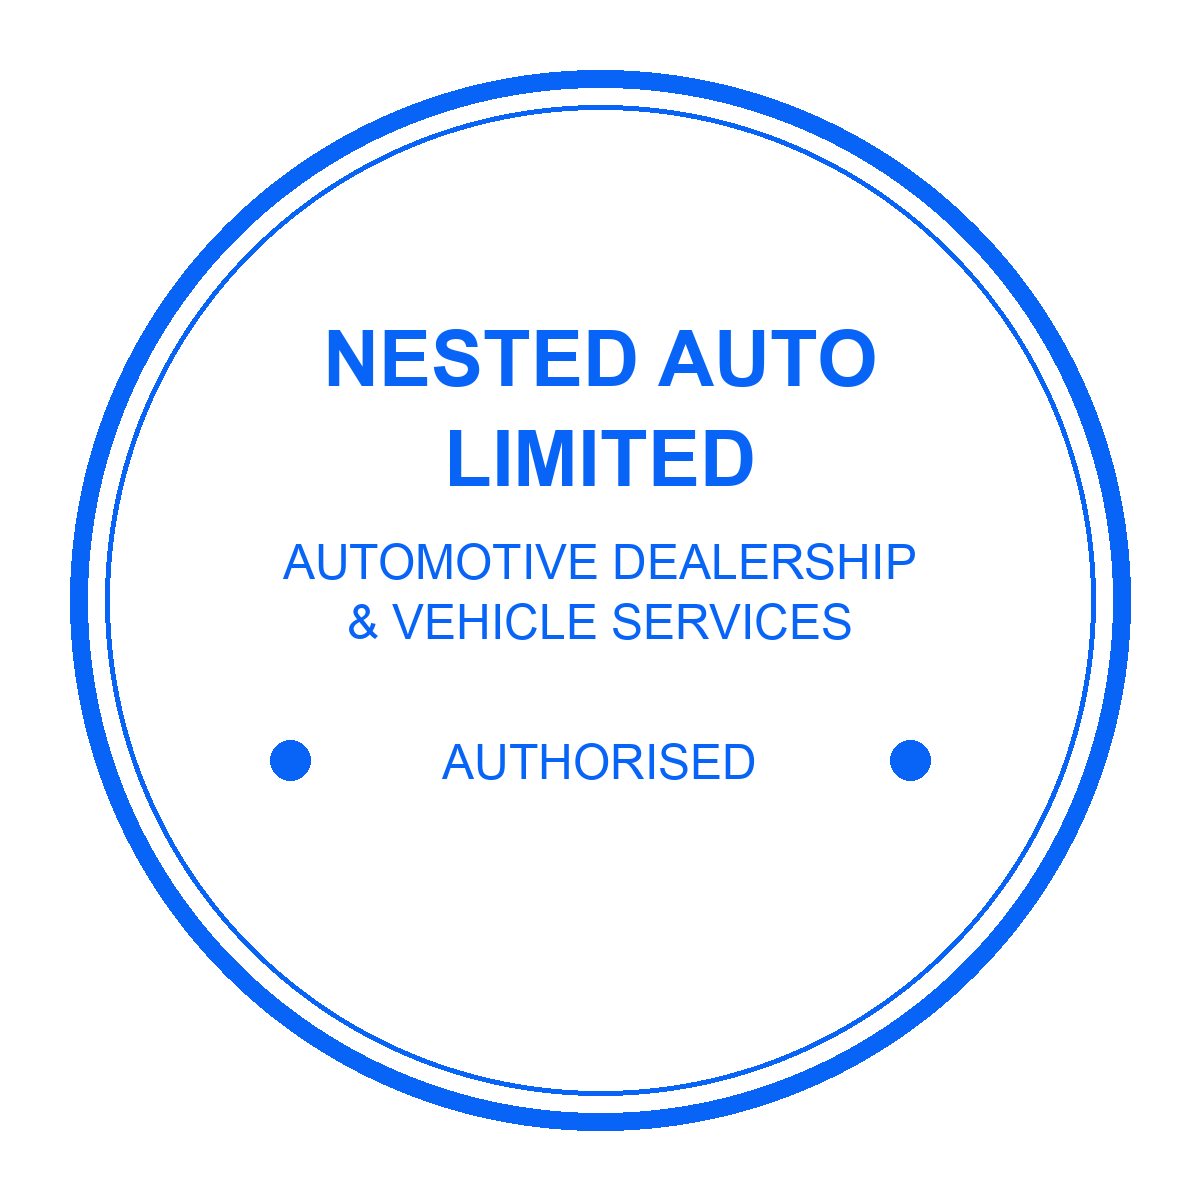 NESTED AUTO
LIMITED
AUTOMOTIVE DEALERSHIP
& VEHICLE SERVICES
AUTHORISED